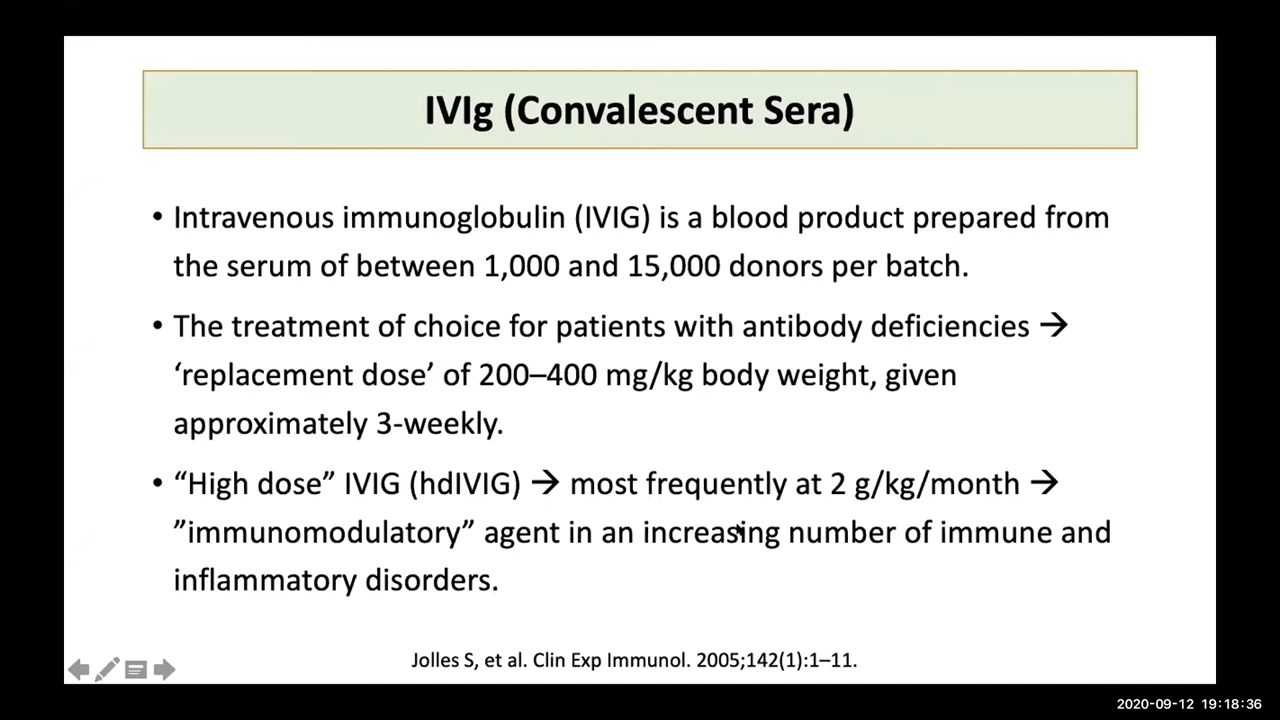 IVIg (Convalescent Sera)
• Intravenous immunoglobulin (IVIG) is a blood product prepared from
the serum of between 1,000 and 15,000 donors per batch.
• The treatment of choice for patients with antibody deficiencies →
‘replacement dose’ of 200–400 mg/kg body weight, given
approximately 3-weekly.
• “High dose” IVIG (hdIVIG) → most frequently at 2 g/kg/month →
”immunomodulatory” agent in an increasing number of immune and
inflammatory disorders.
Jolles S, et al. Clin Exp Immunol. 2005;142(1):1–11.
2020-09-12 19:18:36